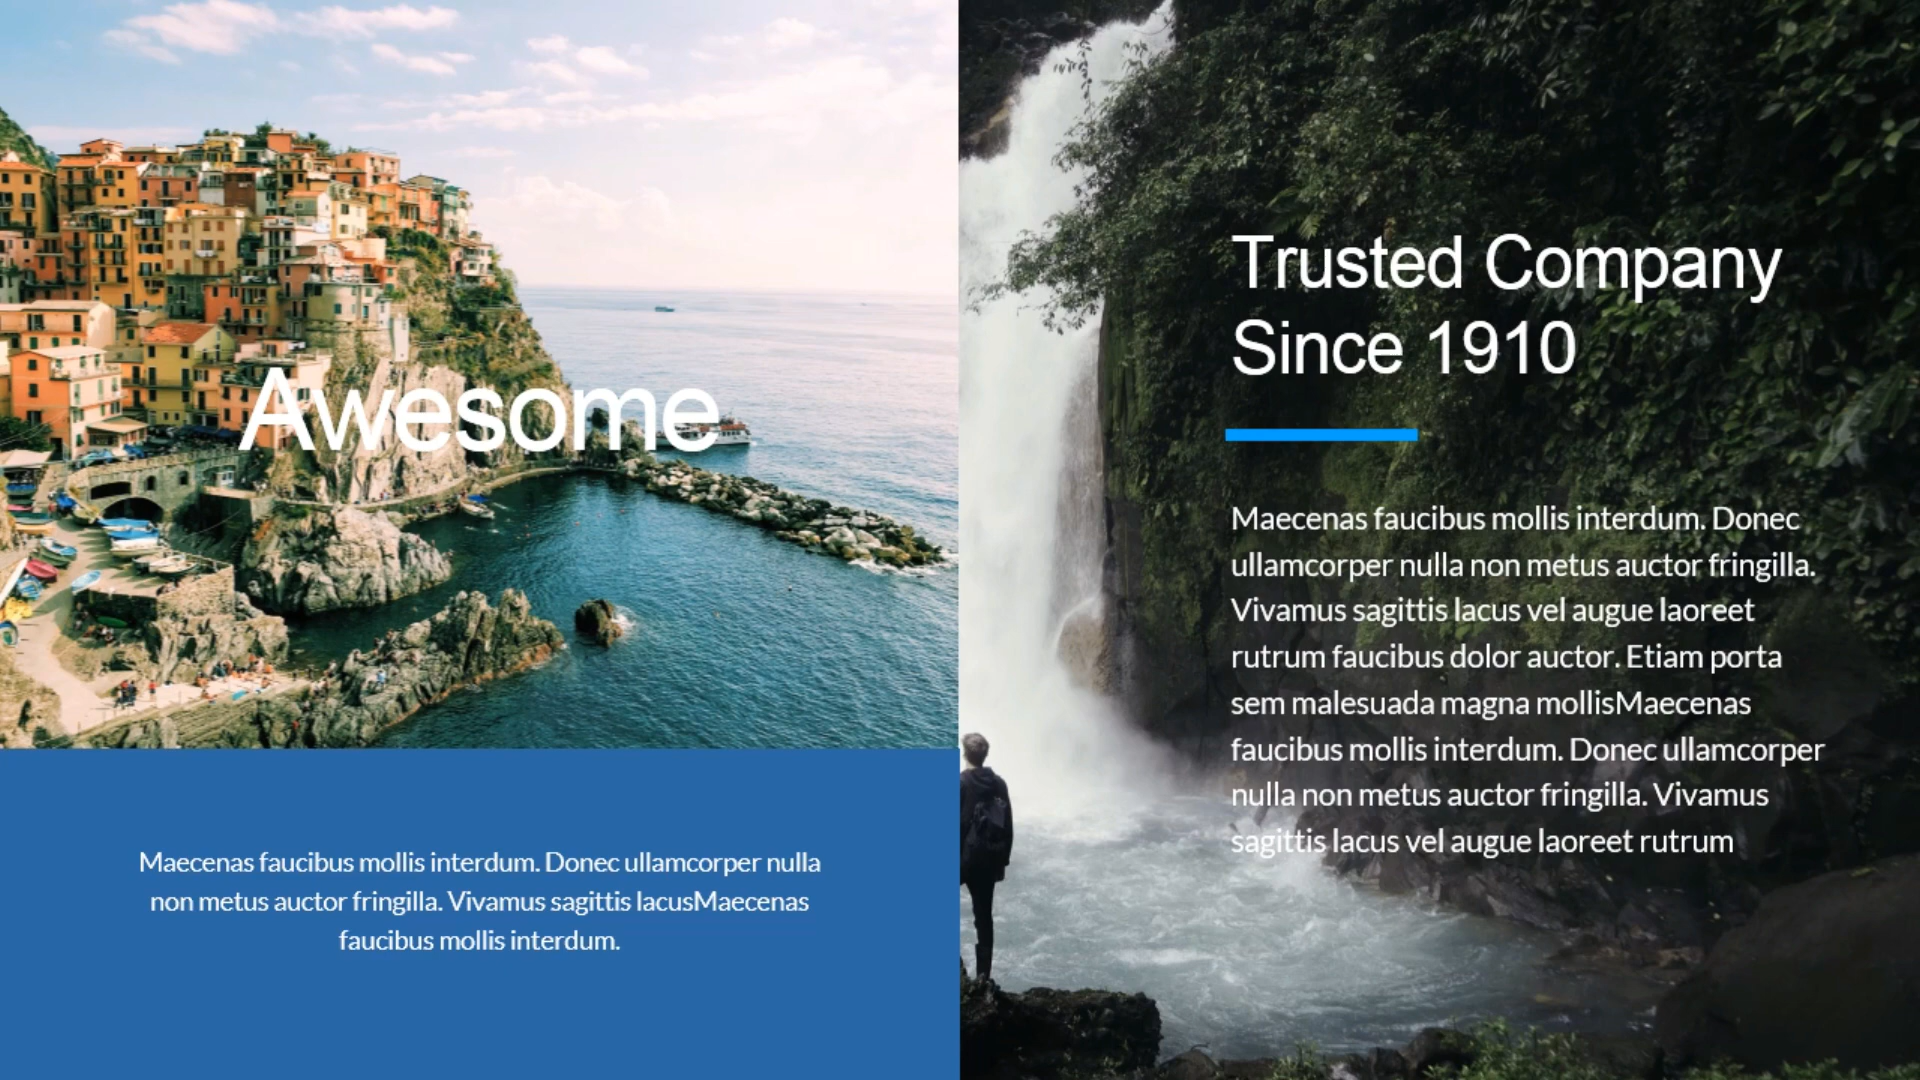 Awesome
Maecenas faucibus mollis interdum. Donec ullamcorper nulla
non metus auctor fringilla. Vivamus sagittis lacusMaecenas
faucibus mollis interdum.
Trusted Company
Since 1910
Maecenas faucibus mollis interdum. Donec
ullamcorper nulla non metus auctor fringilla.
Vivamus sagittis lacus vel augue laoreet
rutrum faucibus dolor auctor. Etiam porta
sem malesuada magna mollisMaecenas
faucibus mollis interdum. Donec ullamcorper
nulla non metus auctor fringilla. Vivamus
sagittis lacus vel augue laoreet rutrum